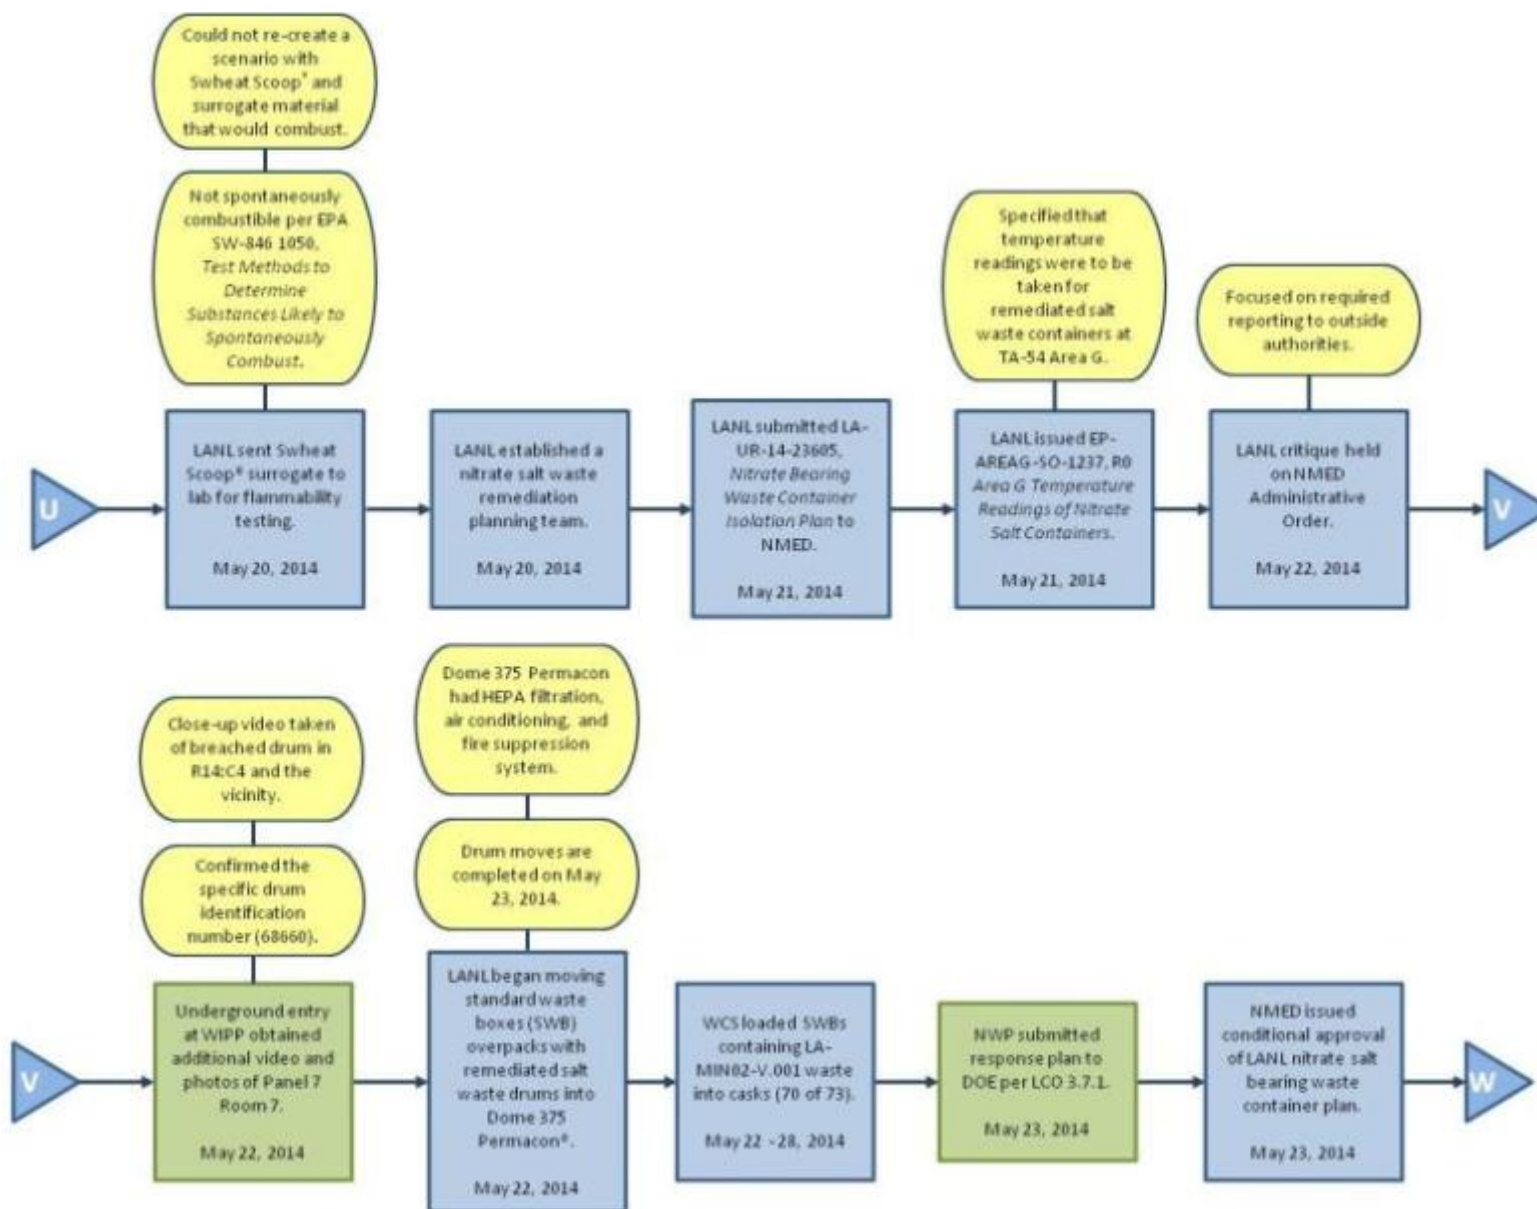 Could not re-create a
scenario with
Swheat Scoop® and
surrogate material
that would combust.
Not spontaneously
combustible per EPA
SW-846 1050,
Test Methods to
Determine
Substances Likely to
Spontaneously
Combust.
Specified that
temperature
readings were to be
taken for
remediated salt
waste containers at
TA-54 Area G.
Focused on required
reporting to outside
authorities.
U
LANL sent Swheat
Scoop® surrogate to
lab for flammability
testing.
May 20, 2014
LANL established a
nitrate salt waste
remediation
planning team.
May 20, 2014
LANL submitted LA-
UR-14-23605,
Nitrate Bearing
Waste Container
Isolation Plan to
NMED.
May 21, 2014
LANL issued EP-
AREAG-SO-1237, R0
Area G Temperature
Readings of Nitrate
Salt Containers.
May 21, 2014
LANL critique held
on NMED
Administrative
Order.
May 22, 2014
V
Close-up video taken
of breached drum in
R14:C4 and the
vicinity.
Confirmed the
specific drum
identification
number (68660).
Dome 375 Permacon
had HEPA filtration,
air conditioning, and
fire suppression
system.
Drum moves are
completed on May
23, 2014.
V
Underground entry
at WIPP obtained
additional video and
photos of Panel 7
Room 7.
May 22, 2014
LANL began moving
standard waste
boxes (SWB)
overpacks with
remediated salt
waste drums into
Dome 375
Permacon®.
May 22, 2014
WCS loaded SWBs
containing LA-
MIN02-V.001 waste
into casks (70 of 73).
May 22 - 28, 2014
NWP submitted
response plan to
DOE per LCO 3.7.1.
May 23, 2014
NMED issued
conditional approval
of LANL nitrate salt
bearing waste
container plan.
May 23, 2014
W